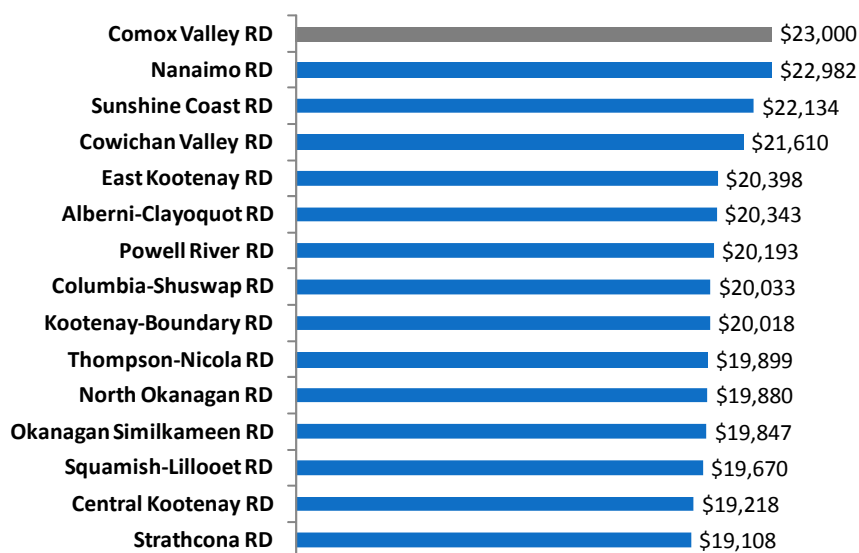 Comox Valley RD $23,000
Nanaimo RD $22,982
Sunshine Coast RD $22,134
Cowichan Valley RD $21,610
East Kootenay RD $20,398
Alberni-Clayoquot RD $20,343
Powell River RD $20,193
Columbia-Shuswap RD $20,033
Kootenay-Boundary RD $20,018
Thompson-Nicola RD $19,899
North Okanagan RD $19,880
Okanagan Similkameen RD $19,847
Squamish-Lillooet RD $19,670
Central Kootenay RD $19,218
Strathcona RD $19,108